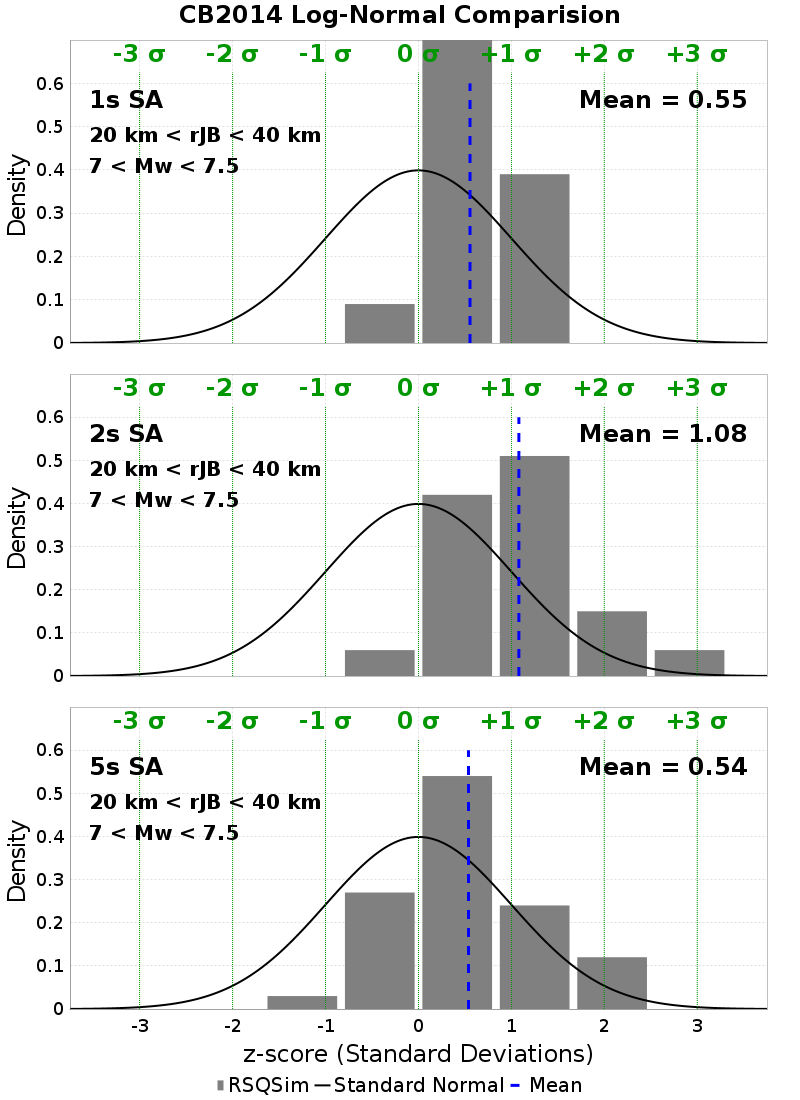 CB2014 Log-Normal Comparision
-3 σ -2 σ -1 σ 0 σ +1 σ +2 σ +3 σ
0.6
1s SA Mean = 0.55
0.5
20 km < rJB < 40 km
7 < Mw < 7.5
0.4
Density
0.3
0.2
0.1
0
-3 σ -2 σ -1 σ 0 σ +1 σ +2 σ +3 σ
0.6
2s SA Mean = 1.08
0.5
20 km < rJB < 40 km
7 < Mw < 7.5
0.4
Density
0.3
0.2
0.1
0
-3 σ -2 σ -1 σ 0 σ +1 σ +2 σ +3 σ
0.6
5s SA Mean = 0.54
0.5
20 km < rJB < 40 km
7 < Mw < 7.5
0.4
Density
0.3
0.2
0.1
0
-3 -2 -1 0 1 2 3
z-score (Standard Deviations)
RSQSim Standard Normal Mean